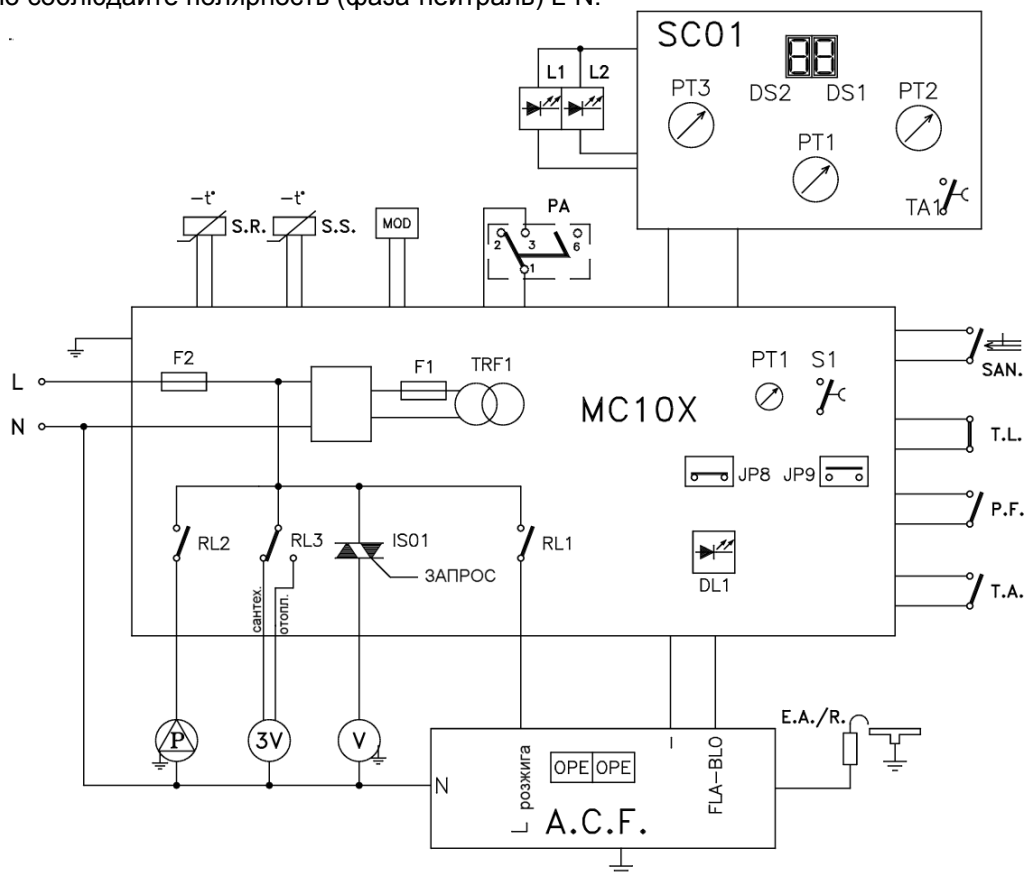 но соблюдайте полярность (фаза-нейтраль) L-N.
SC01
L1 L2
PT3
DS2 DS1
PT2
PT1
TA1
-t°
S.R.
-t°
S.S.
MOD
PA
2 3 6
1
F2
F1
TRF1
PT1 S1
SAN.
L
N
MC10X
T.L.
JP8 JP9
P.F.
RL2
RL3
IS01
RL1
ЗАПРОС
DL1
T.A.
сантех.
отопл.
E.A./R.
P
3V
V
N
L розжига
OPE OPE
I
FLA-BLO
A.C.F.